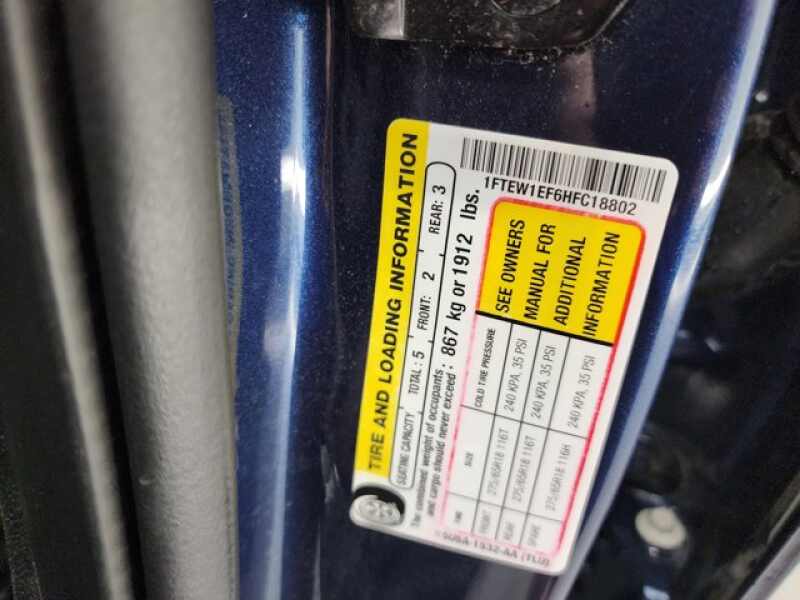 TIRE AND LOADING INFORMATION
SEATING CAPACITY TOTAL: 5 FRONT: 2 REAR: 3
The combined weight of occupants and cargo should never exceed: 867 kg or 1912 lbs.
TIRE SIZE COLD TIRE PRESSURE
FRONT 275/65R18 116T 240 KPA, 35 PSI
REAR 275/65R18 116T 240 KPA, 35 PSI
SPARE 275/65R18 116H 240 KPA, 35 PSI
SEE OWNERS
MANUAL FOR
ADDITIONAL
INFORMATION
1FTEW1EF6HFC18802